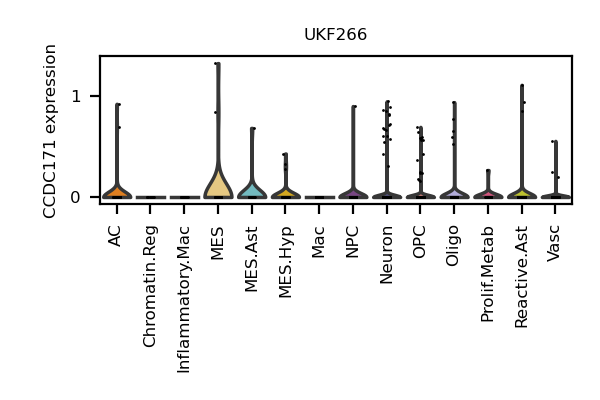 UKF266
CCDC171 expression
1
0
AC
Chromatin.Reg
Inflammatory.Mac
MES
MES.Ast
MES.Hyp
Mac
NPC
Neuron
OPC
Oligo
Prolif.Metab
Reactive.Ast
Vasc